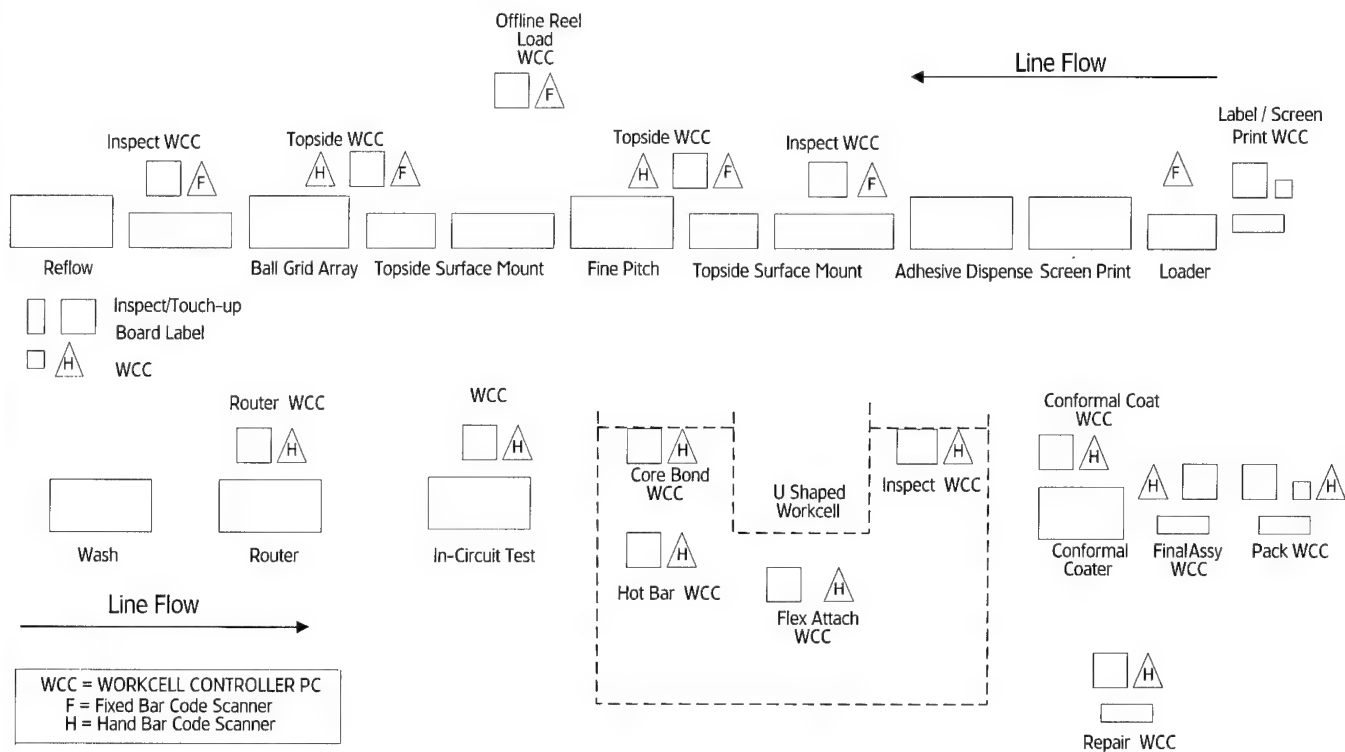 Offline Reel
Load
WCC
F
Line Flow
Label / Screen
Print WCC
Inspect WCC
F
Topside WCC
H
F
Topside WCC
H
F
Inspect WCC
F
F
Reflow
Ball Grid Array
Topside Surface Mount
Fine Pitch
Topside Surface Mount
Adhesive Dispense
Screen Print
Loader
Inspect/Touch-up
Board Label
H
WCC
Router WCC
H
WCC
H
Core Bond
WCC
H
U Shaped
Workcell
Inspect WCC
H
Conformal Coat
WCC
H
H
H
Wash
Router
In-Circuit Test
Hot Bar WCC
H
Flex Attach
WCC
H
Conformal
Coater
Final Assy
WCC
Pack WCC
Line Flow
WCC = WORKCELL CONTROLLER PC
F = Fixed Bar Code Scanner
H = Hand Bar Code Scanner
H
Repair WCC